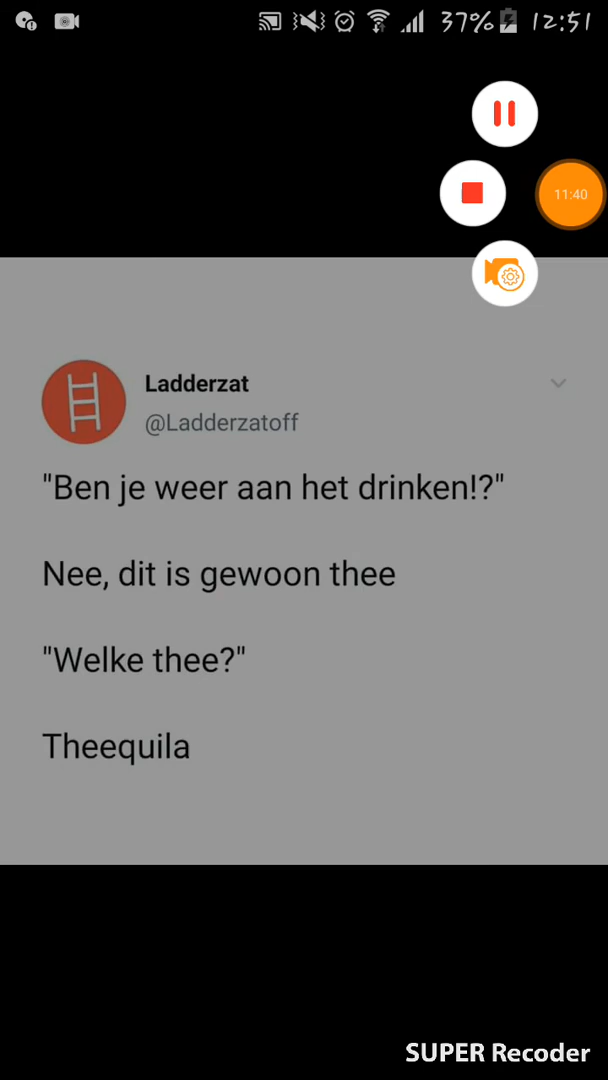 37% 12:51
11:40
Ladderzat
@Ladderzatoff
"Ben je weer aan het drinken!?"
Nee, dit is gewoon thee
"Welke thee?"
Theequila
SUPER Recoder